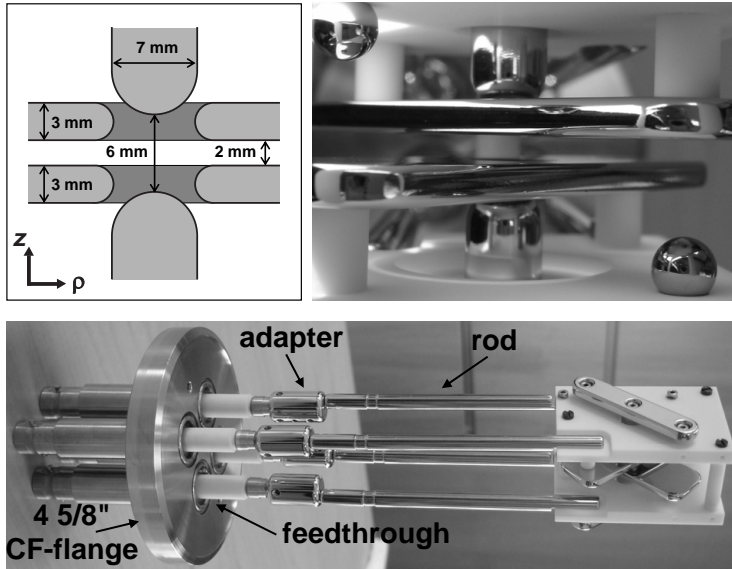 7 mm
3 mm
6 mm
2 mm
3 mm
z
ρ
adapter
rod
4 5/8"
CF-flange
feedthrough